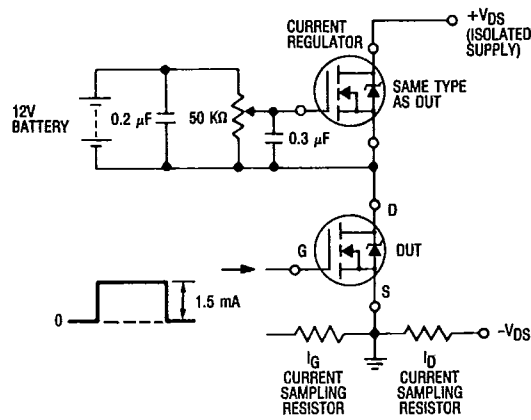 +VDS
(ISOLATED
SUPPLY)
CURRENT
REGULATOR
SAME TYPE
AS DUT
12V
BATTERY
0.2 µF
50 KΩ
0.3 µF
D
G
DUT
S
1.5 mA
0
IG
CURRENT
SAMPLING
RESISTOR
ID
CURRENT
SAMPLING
RESISTOR
-VDS